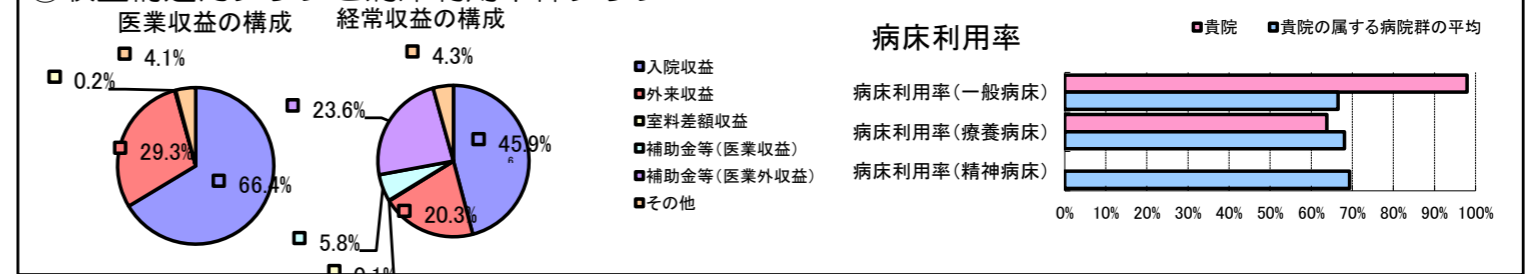 医業収益の構成
4.1%
0.2%
29.3%
66.4%
経常収益の構成
4.3%
23.6%
45.9%
20.3%
5.8%
0.1%
入院収益
外来収益
室料差額収益
補助金等(医業収益)
補助金等(医業外収益)
その他
病床利用率
貴院
貴院の属する病院群の平均
病床利用率(一般病床)
病床利用率(療養病床)
病床利用率(精神病床)
0% 10% 20% 30% 40% 50% 60% 70% 80% 90% 100%